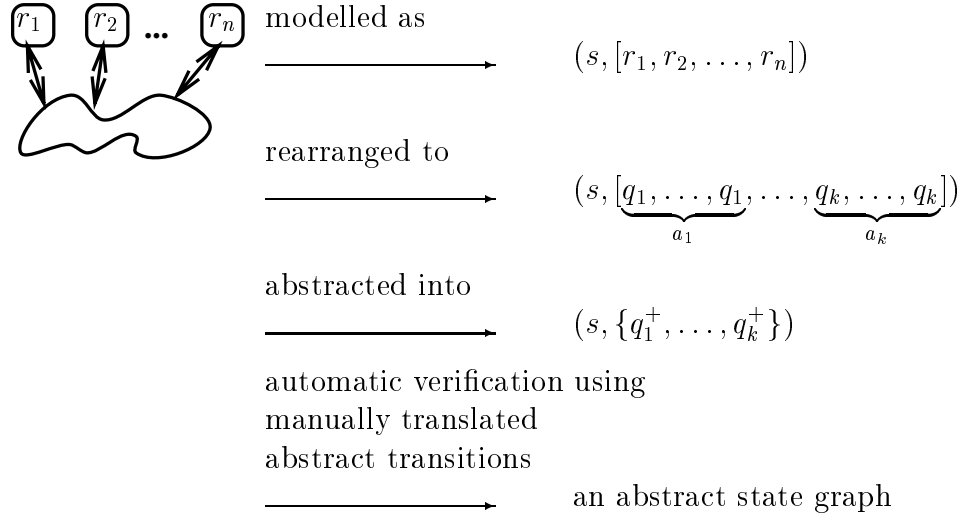 r₁ r₂ ... rₙ
modelled as
(s, [r₁, r₂, . . . , rₙ])
rearranged to
(s, [q₁, . . . , q₁, . . . , qₖ, . . . , qₖ])
a₁ aₖ
abstracted into
(s, {q₁⁺, . . . , qₖ⁺})
automatic verification using
manually translated
abstract transitions
an abstract state graph